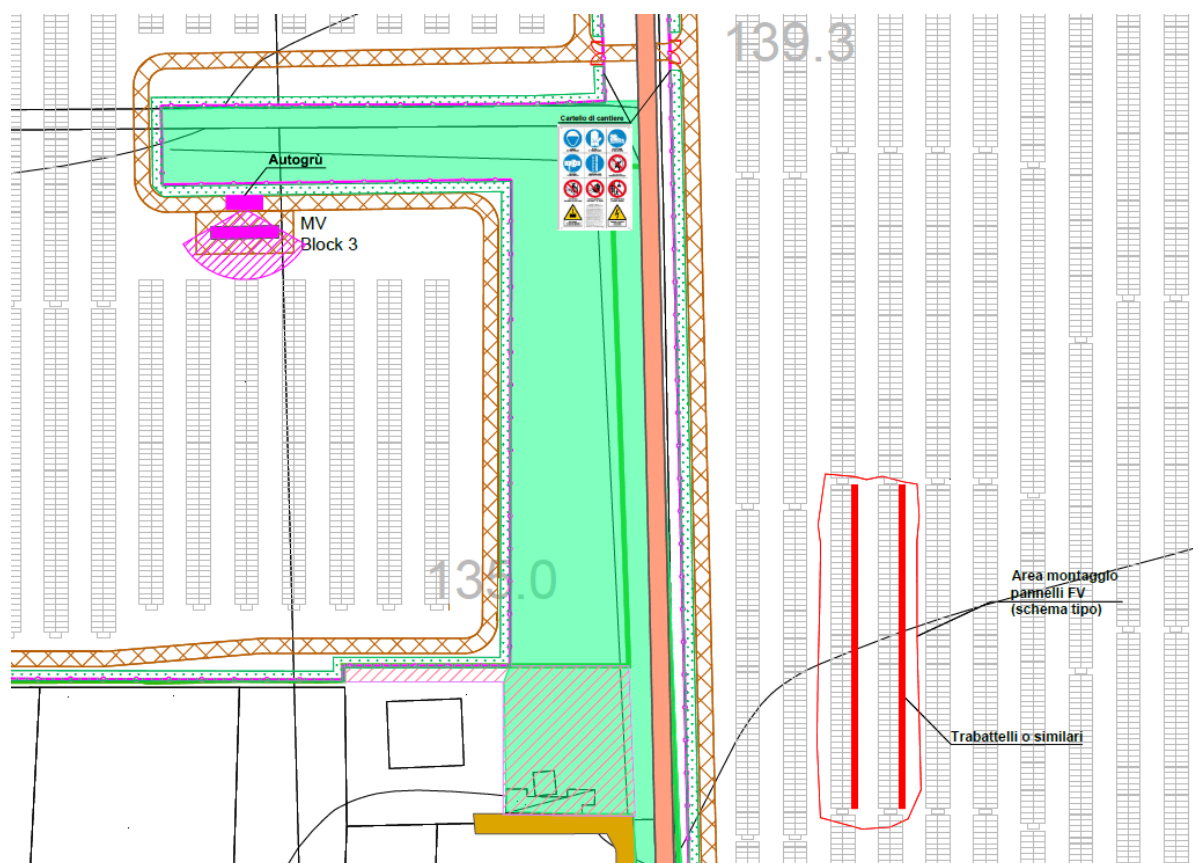 139.3
Cartello di cantiere
Autogrù
MV
Block 3
135.0
Area montaggio
pannelli FV
(schema tipo)
Trabattelli o similari